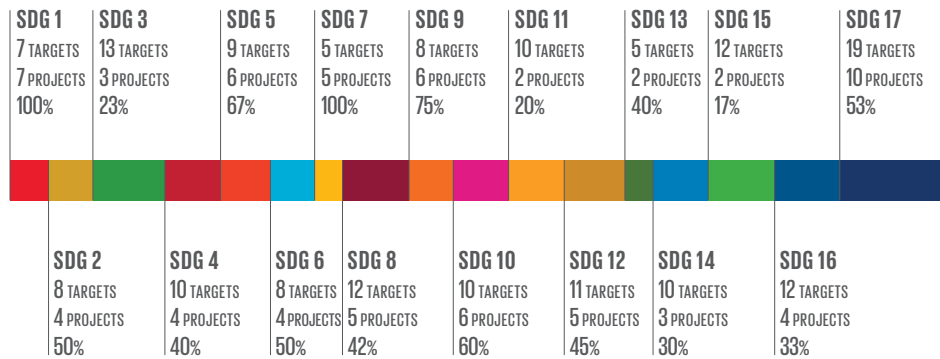 SDG 1
7 TARGETS
7 PROJECTS
100%
SDG 3
13 TARGETS
3 PROJECTS
23%
SDG 5
9 TARGETS
6 PROJECTS
67%
SDG 7
5 TARGETS
5 PROJECTS
100%
SDG 9
8 TARGETS
6 PROJECTS
75%
SDG 11
10 TARGETS
2 PROJECTS
20%
SDG 13
5 TARGETS
2 PROJECTS
40%
SDG 15
12 TARGETS
2 PROJECTS
17%
SDG 17
19 TARGETS
10 PROJECTS
53%
SDG 2
8 TARGETS
4 PROJECTS
50%
SDG 4
10 TARGETS
4 PROJECTS
40%
SDG 6
8 TARGETS
4 PROJECTS
50%
SDG 8
12 TARGETS
5 PROJECTS
42%
SDG 10
10 TARGETS
6 PROJECTS
60%
SDG 12
11 TARGETS
5 PROJECTS
45%
SDG 14
10 TARGETS
3 PROJECTS
30%
SDG 16
12 TARGETS
4 PROJECTS
33%